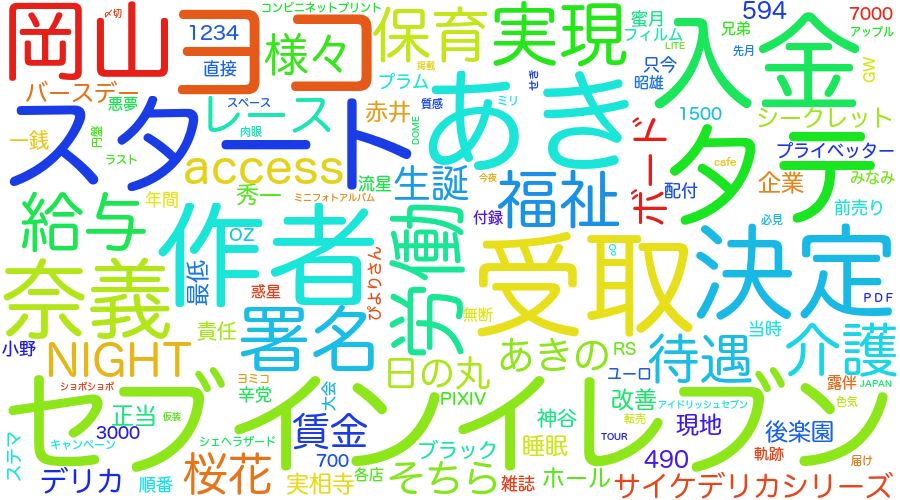 岡山
ヨコ
〆切
コンビニネットプリント
1234
直接
様々
保育
実現
蜜月
フィルム
LITE
594
兄弟
先月
入金
7000
アップル
GW
バースデー
悪夢
スペース
プラム
掲載
質感
ミリ
せき
只今
昭雄
1500
シークレット
スタート
レース
肉眼
赤井
DOME
あき
ボード
タテ
プライベッター
cafe
一銭
円盤
ラスト
access
流星
生誕
今夜
福祉
配付
企業
みなみ
年間
秀一
ミニフォトアルバム
付録
必見
前売り
給与
作者
OZ
労働
受取
∞
決定
奈義
最低
惑星
ぴよりさん
無断
PDF
小野
NIGHT
責任
署名
あきの
RS
待遇
当時
介護
ショボショボ
ヨミコ
日の丸
ユーロ
露伴
JAPAN
セブンイレブン
正当
仮装
辛党
大会
PIXIV
改善
アイドリッシュセブン
色気
3000
賃金
神谷
転売
現地
後楽園
ステマ
キャンペーン
シェヘラザード
ブラック
睡眠
TOUR
軌跡
届け
デリカ
順番
桜花
700
実相寺
各店
そちら
雑誌
ホール
490
サイケデリカシリーズ